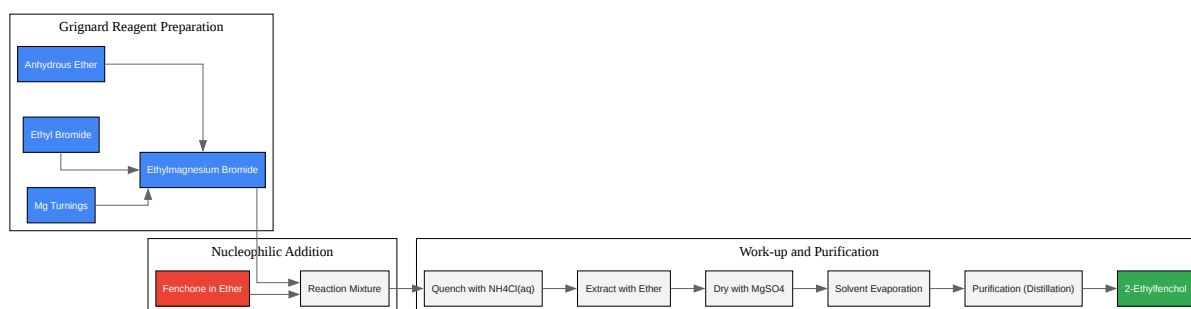 Grignard Reagent Preparation
Anhydrous Ether
Ethyl Bromide
Ethylmagnesium Bromide
Mg Turnings
Nucleophilic Addition
Fenchone in Ether
Reaction Mixture
Work-up and Purification
Quench with NH4Cl(aq)
Extract with Ether
Dry with MgSO4
Solvent Evaporation
Purification (Distillation)
2-Ethylfenchol